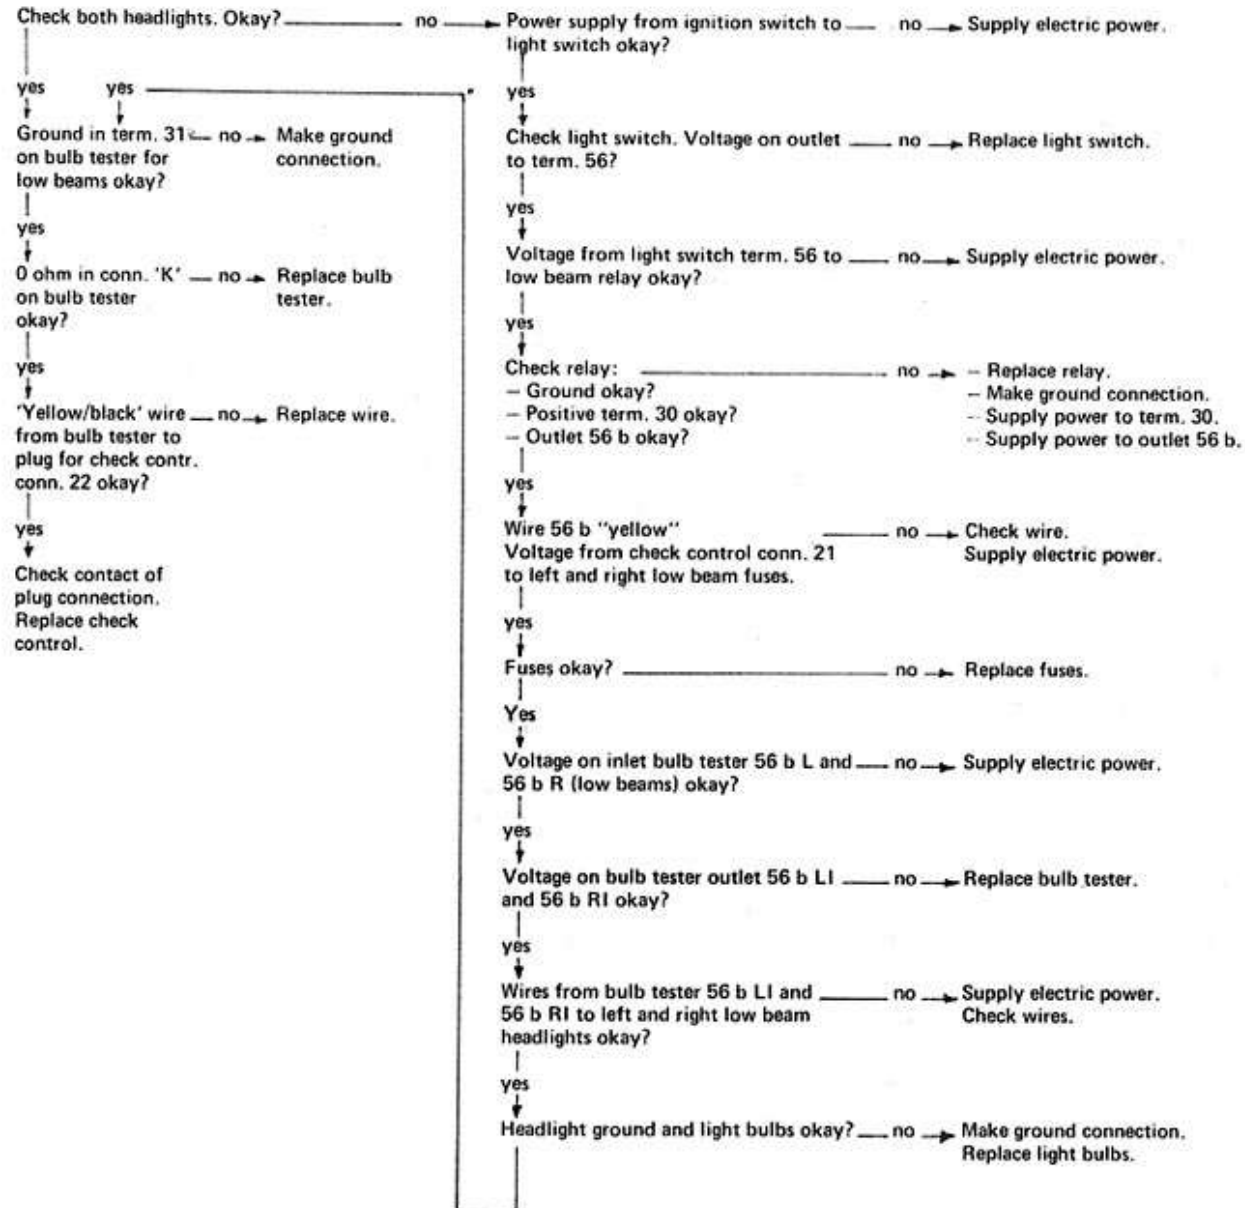 Check both headlights. Okay?
no
Power supply from ignition switch to
light switch okay?
no
Supply electric power.
yes
yes
yes
Ground in term. 31
on bulb tester for
low beams okay?
no
Make ground
connection.
Check light switch. Voltage on outlet
to term. 56?
no
Replace light switch.
yes
yes
0 ohm in conn. 'K'
on bulb tester
okay?
no
Replace bulb
tester.
Voltage from light switch term. 56 to
low beam relay okay?
no
Supply electric power.
yes
yes
'Yellow/black' wire
from bulb tester to
plug for check contr.
conn. 22 okay?
no
Replace wire.
Check relay:
– Ground okay?
– Positive term. 30 okay?
– Outlet 56 b okay?
no
– Replace relay.
– Make ground connection.
– Supply power to term. 30.
– Supply power to outlet 56 b.
yes
yes
Check contact of
plug connection.
Replace check
control.
Wire 56 b "yellow"
Voltage from check control conn. 21
to left and right low beam fuses.
no
Check wire.
Supply electric power.
yes
Fuses okay?
no
Replace fuses.
Yes
Voltage on inlet bulb tester 56 b L and
56 b R (low beams) okay?
no
Supply electric power.
yes
Voltage on bulb tester outlet 56 b LI
and 56 b RI okay?
no
Replace bulb tester.
yes
Wires from bulb tester 56 b LI and
56 b RI to left and right low beam
headlights okay?
no
Supply electric power.
Check wires.
yes
Headlight ground and light bulbs okay?
no
Make ground connection.
Replace light bulbs.